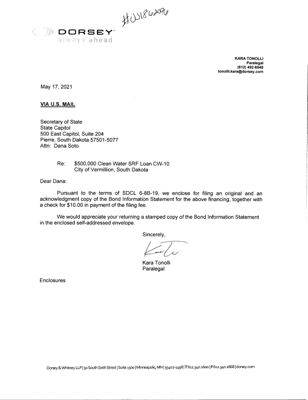 DORSEY
always ahead
KARA TONOLLI
Paralegal
(612) 492-6946
tonolli.kara@dorsey.com
May 17, 2021
VIA U.S. MAIL
Secretary of State
State Capitol
500 East Capitol, Suite 204
Pierre, South Dakota 57501-5077
Attn: Dana Soto
Re: $500,000 Clean Water SRF Loan CW-10
City of Vermillion, South Dakota
Dear Dana:
Pursuant to the terms of SDCL 6-8B-19, we enclose for filing an original and an
acknowledgment copy of the Bond Information Statement for the above financing, together with
a check for $10.00 in payment of the filing fee.
We would appreciate your returning a stamped copy of the Bond Information Statement
in the enclosed self-addressed envelope.
Sincerely,
Kara Tonolli
Paralegal
Enclosures
Dorsey & Whitney LLP | 50 South Sixth Street | Suite 1500 | Minneapolis, MN | 55402-1498 | T 612.340.2600 | F 612.340.2868 | dorsey.com